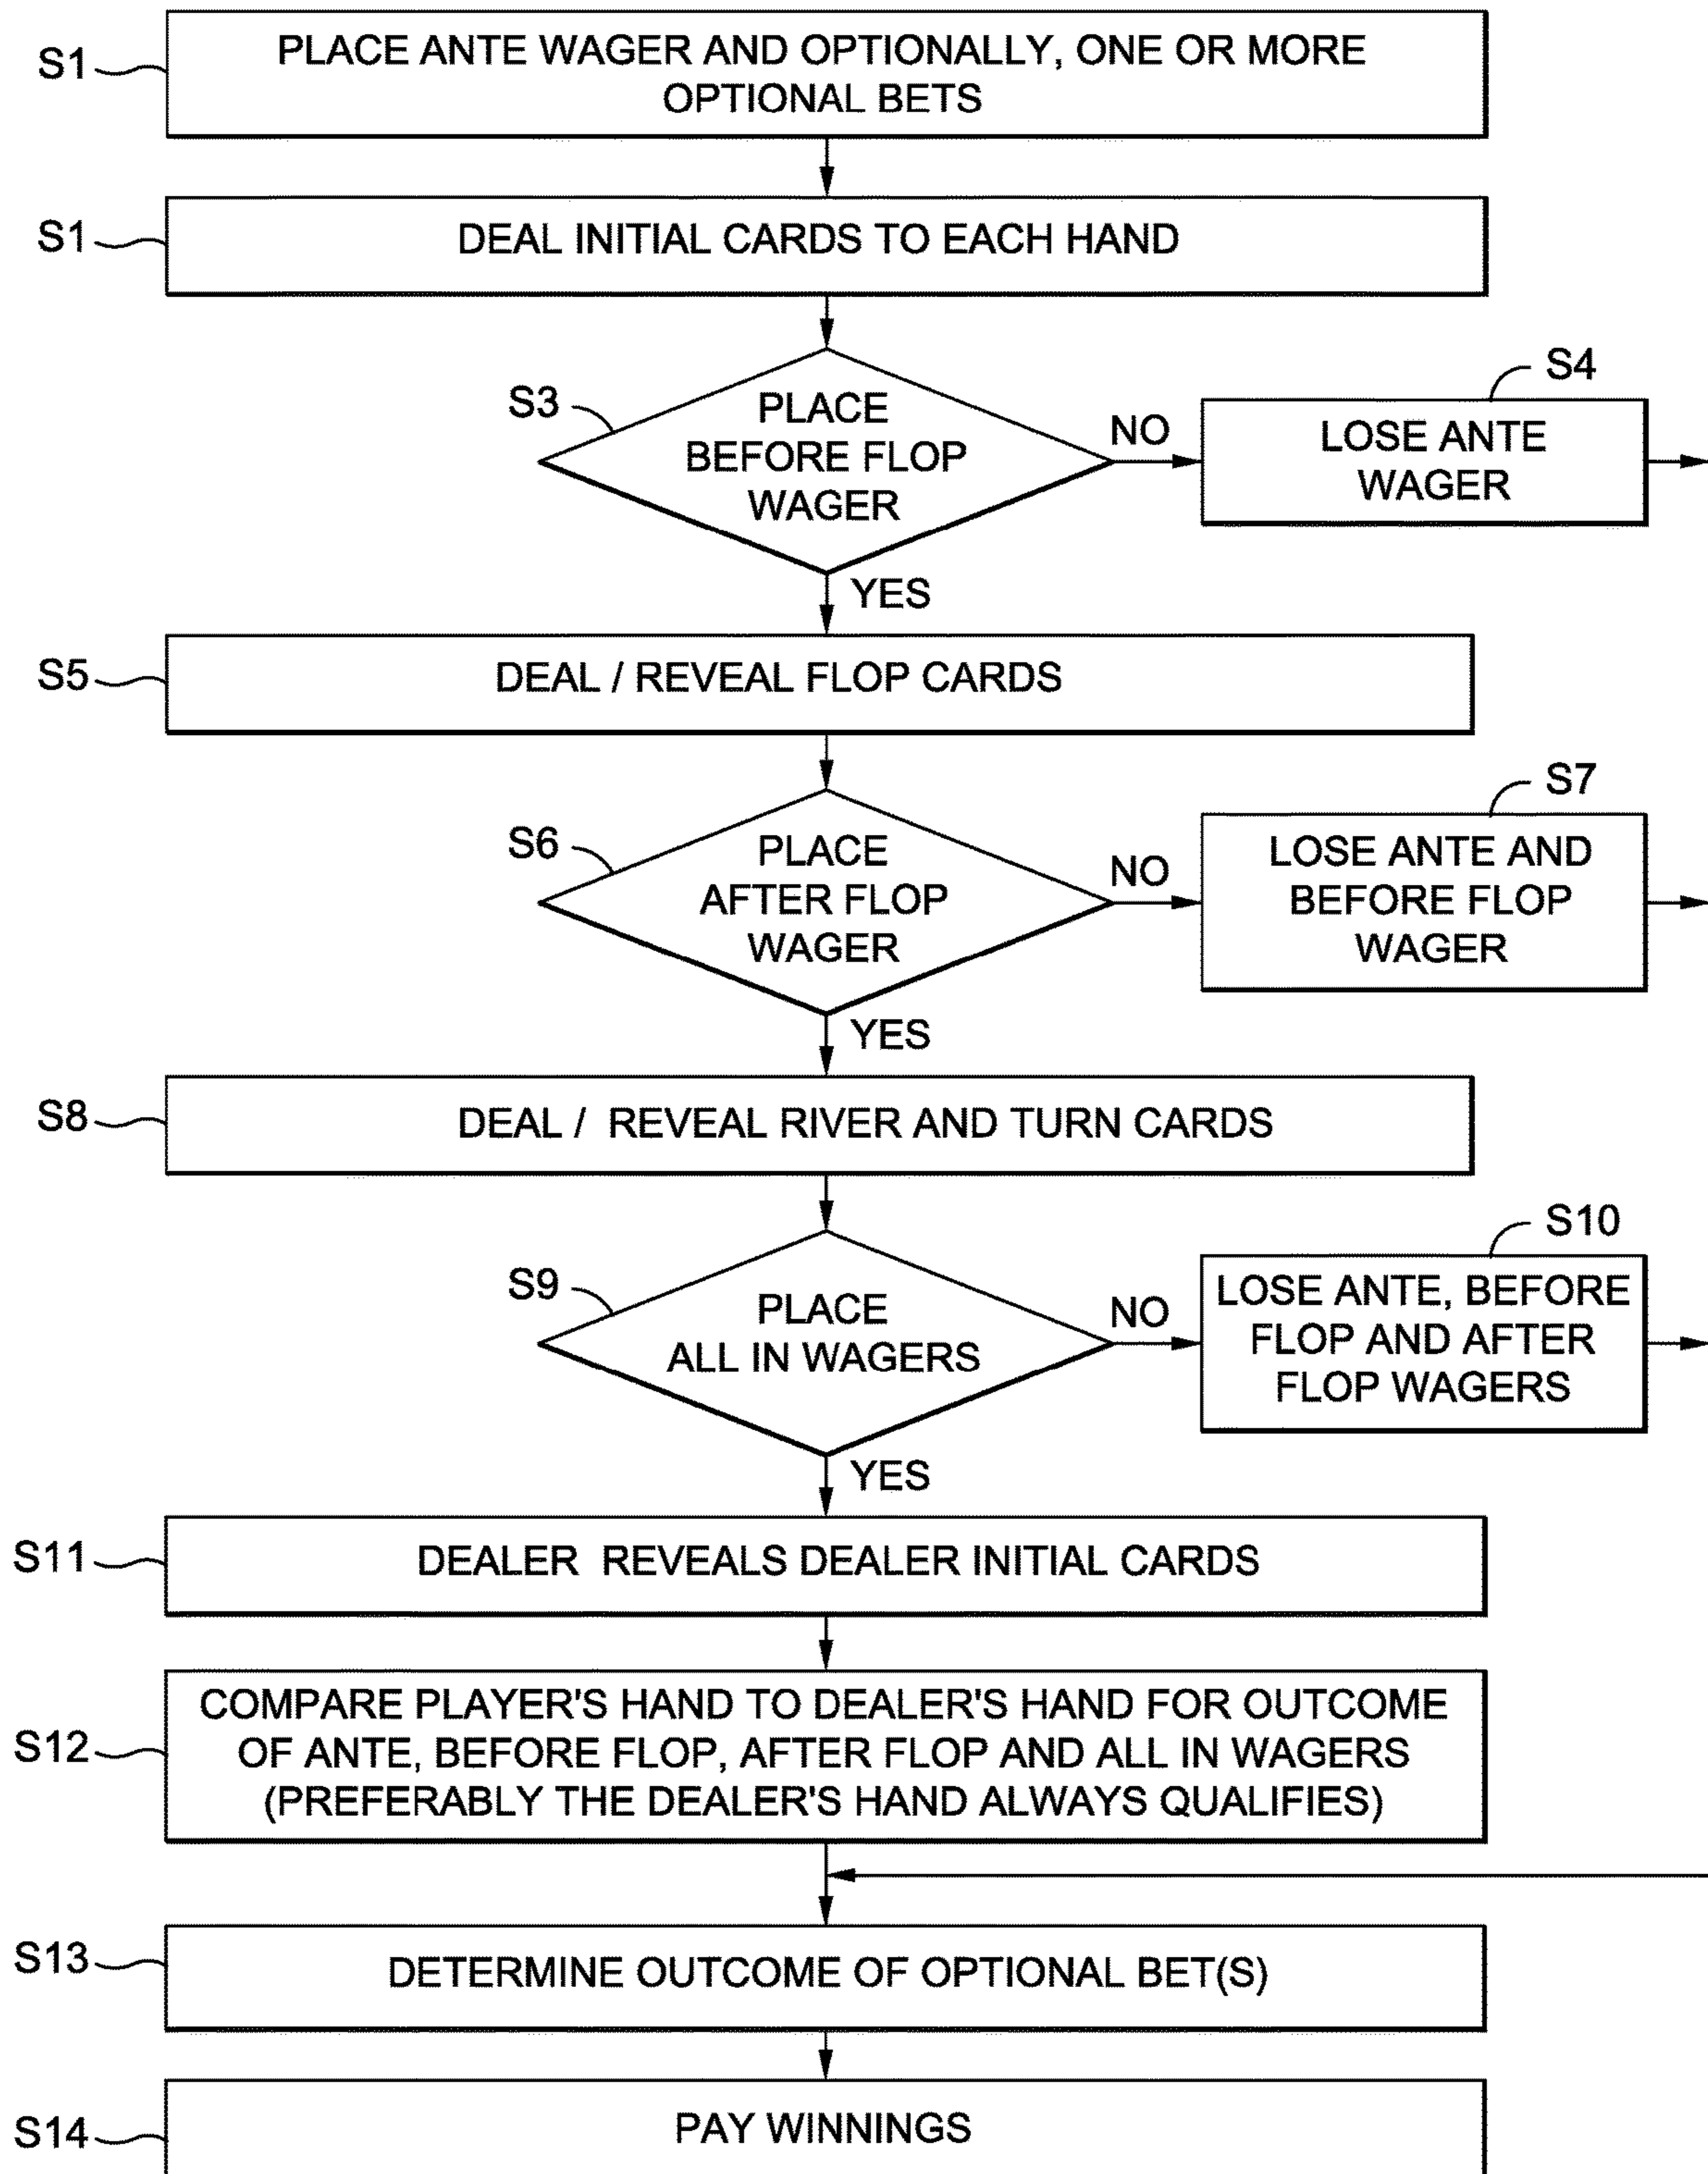 S1
PLACE ANTE WAGER AND OPTIONALLY, ONE OR MORE
OPTIONAL BETS
S1
DEAL INITIAL CARDS TO EACH HAND
S3
PLACE
BEFORE FLOP
WAGER
NO
S4
LOSE ANTE
WAGER
YES
S5
DEAL / REVEAL FLOP CARDS
S6
PLACE
AFTER FLOP
WAGER
NO
S7
LOSE ANTE AND
BEFORE FLOP
WAGER
YES
S8
DEAL / REVEAL RIVER AND TURN CARDS
S9
PLACE
ALL IN WAGERS
NO
S10
LOSE ANTE, BEFORE
FLOP AND AFTER
FLOP WAGERS
YES
S11
DEALER REVEALS DEALER INITIAL CARDS
S12
COMPARE PLAYER'S HAND TO DEALER'S HAND FOR OUTCOME
OF ANTE, BEFORE FLOP, AFTER FLOP AND ALL IN WAGERS
(PREFERABLY THE DEALER'S HAND ALWAYS QUALIFIES)
S13
DETERMINE OUTCOME OF OPTIONAL BET(S)
S14
PAY WINNINGS